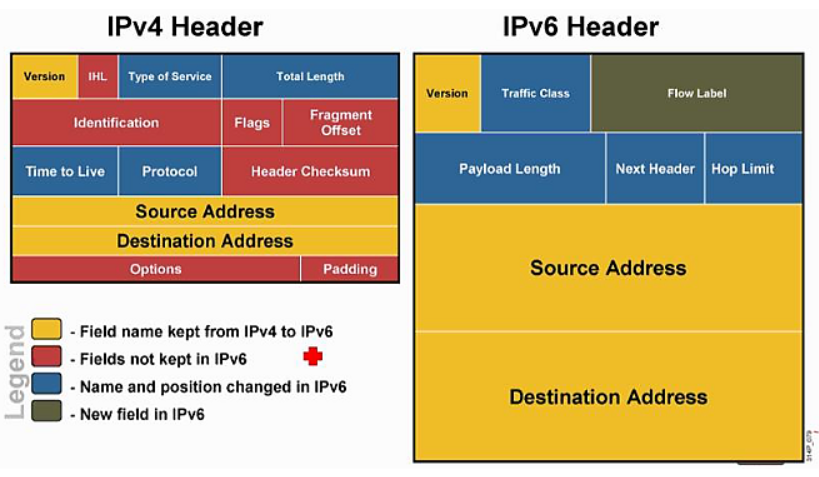 IPv4 Header
Version IHL Type of Service Total Length
Identification Flags Fragment
Offset
Time to Live Protocol Header Checksum
Source Address
Destination Address
Options Padding
IPv6 Header
Version Traffic Class Flow Label
Payload Length Next Header Hop Limit
Source Address
Destination Address
Legend
- Field name kept from IPv4 to IPv6
- Fields not kept in IPv6
- Name and position changed in IPv6
- New field in IPv6